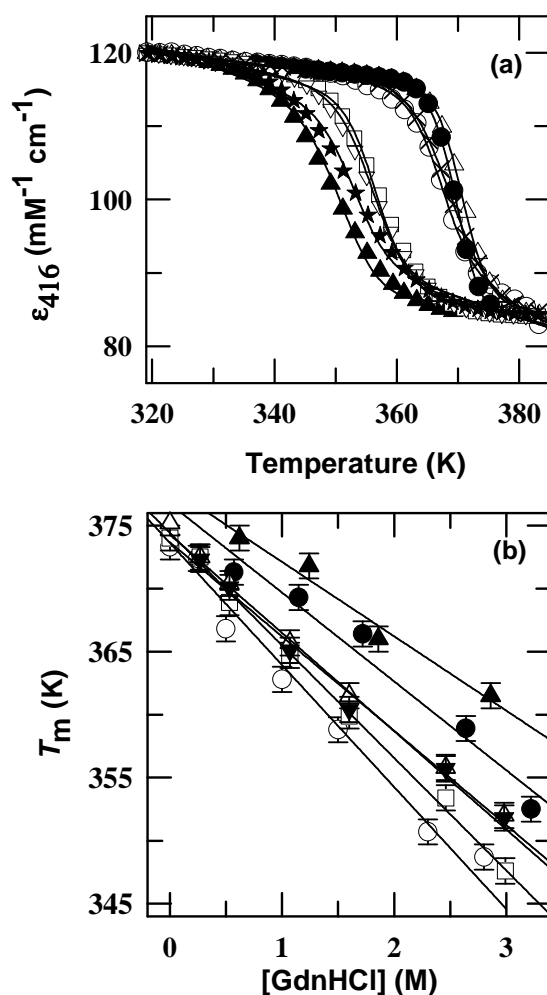 (a)
120
100
80
ε416 (mM-1 cm-1)
320 340 360 380
Temperature (K)
(b)
375
365
355
345
Tm (K)
0 1 2 3
[GdnHCl] (M)